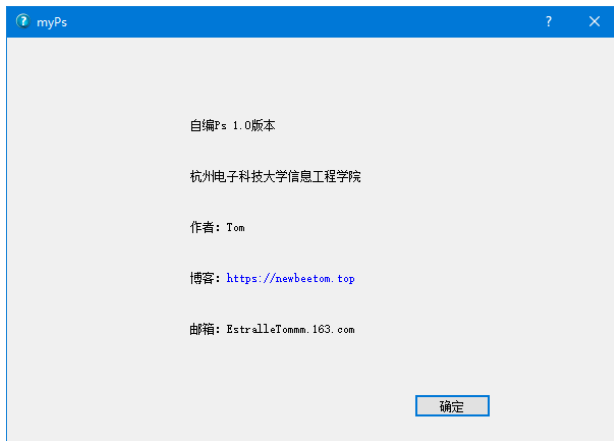 myPs
自编Ps 1.0版本
杭州电子科技大学信息工程学院
作者：Tom
博客：https://newbeetom.top
邮箱：EstralleTommm.163.com
确定